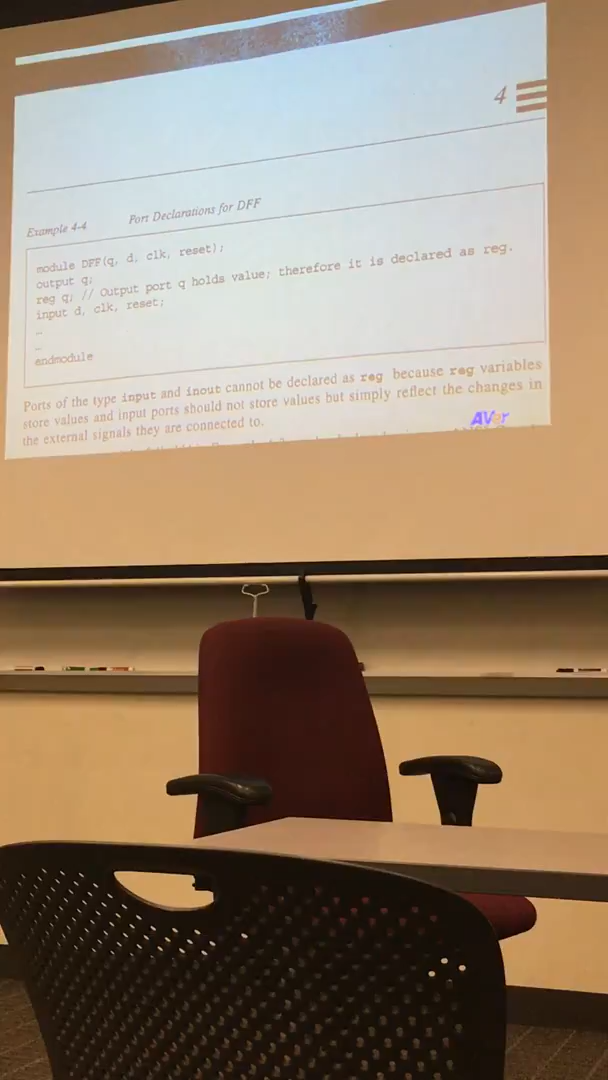 4
Example 4-4 Port Declarations for DFF
module DFF(q, d, clk, reset);
output q;
reg q; // Output port q holds value; therefore it is declared as reg.
input d, clk, reset;
…
…
endmodule
Ports of the type input and inout cannot be declared as reg because reg variables
store values and input ports should not store values but simply reflect the changes in
the external signals they are connected to.
AVer